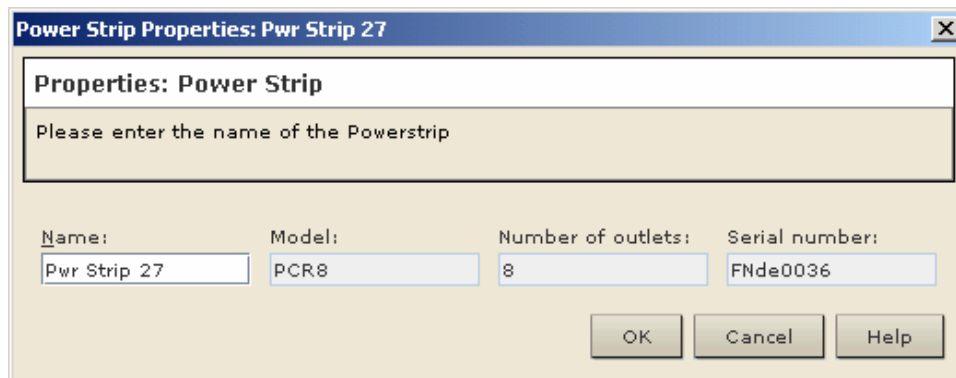 Power Strip Properties: Pwr Strip 27
Properties: Power Strip
Please enter the name of the Powerstrip
Name: Model: Number of outlets: Serial number:
Pwr Strip 27 PCR8 8 FNde0036
OK Cancel Help